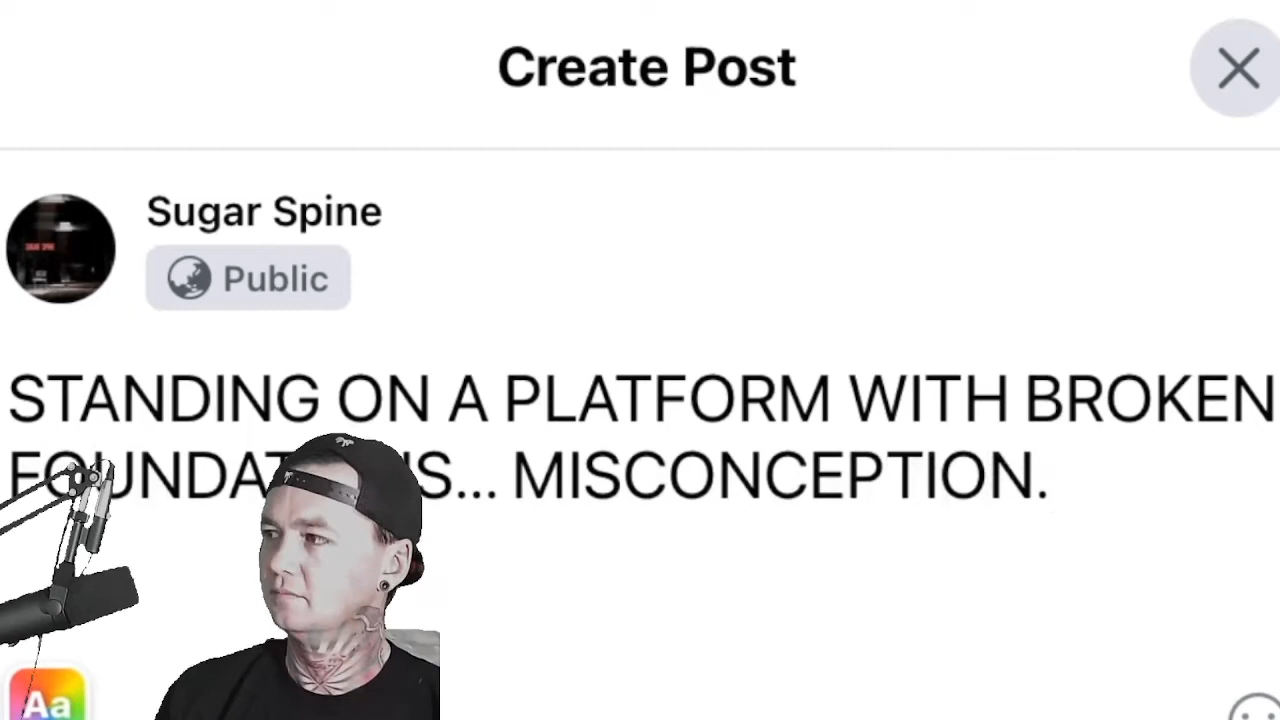 Create Post
Sugar Spine
Public
STANDING ON A PLATFORM WITH BROKEN
MISCONCEPTION.
Aa